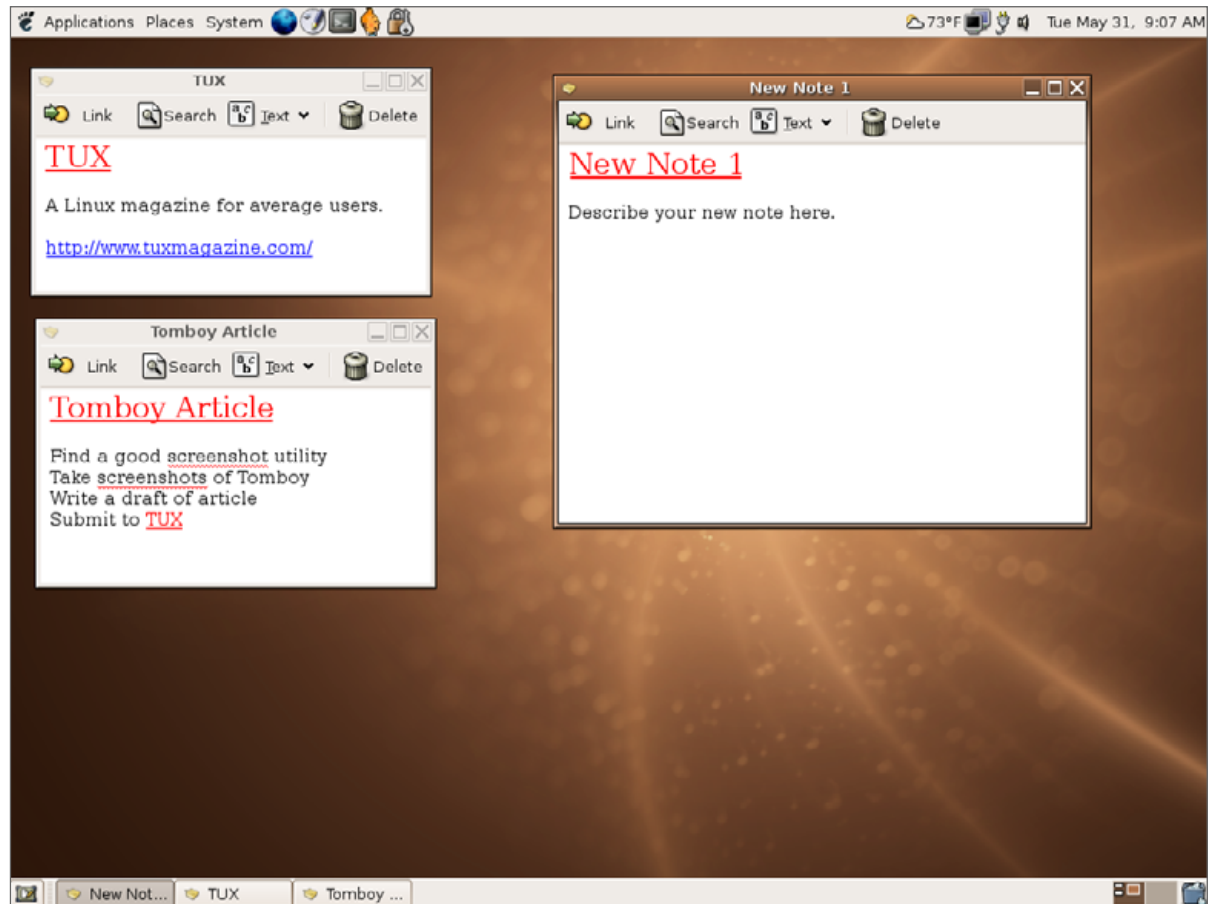 Applications Places System
73°F Tue May 31, 9:07 AM
TUX
Link Search Text Delete
TUX
A Linux magazine for average users.
http://www.tuxmagazine.com/
Tomboy Article
Link Search Text Delete
Tomboy Article
Find a good screenshot utility
Take screenshots of Tomboy
Write a draft of article
Submit to TUX
New Note 1
Link Search Text Delete
New Note 1
Describe your new note here.
New Not... TUX Tomboy ...